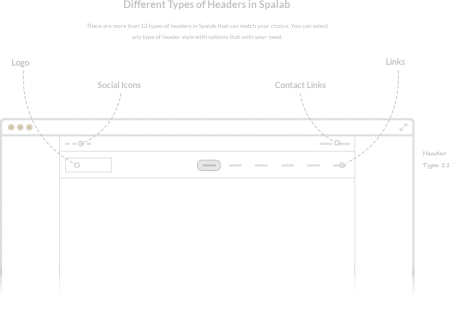 Different Types of Headers in Spalab
There are more than 12 types of headers in Spalab that can match your choice. You can select
any type of header style with options that suits your need.
Logo
Links
Social Icons
Contact Links
Header
Type 11